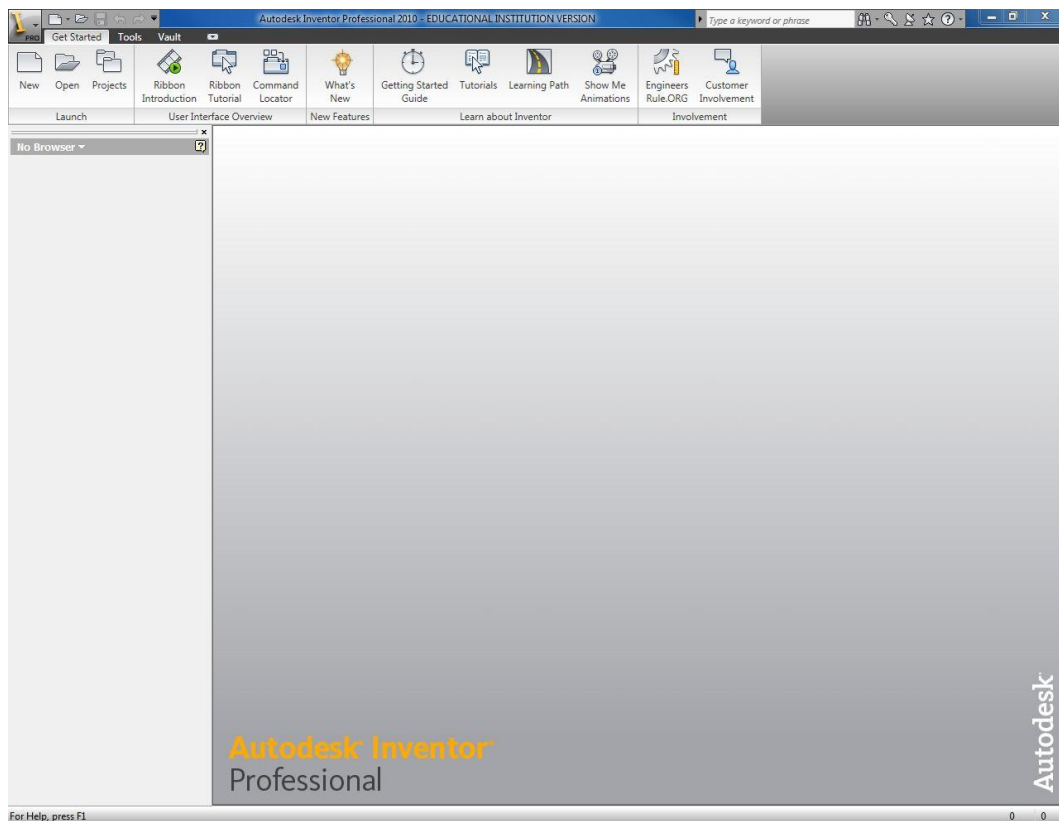 Autodesk Inventor Professional 2010 - EDUCATIONAL INSTITUTION VERSION
Type a keyword or phrase
PRO
Get Started Tools Vault
New Open Projects Ribbon Introduction Ribbon Tutorial Command Locator What's New Getting Started Guide Tutorials Learning Path Show Me Animations Engineers Rule.ORG Customer Involvement
Launch User Interface Overview New Features Learn about Inventor Involvement
No Browser
Autodesk Inventor
Professional
Autodesk
For Help, press F1 0 0